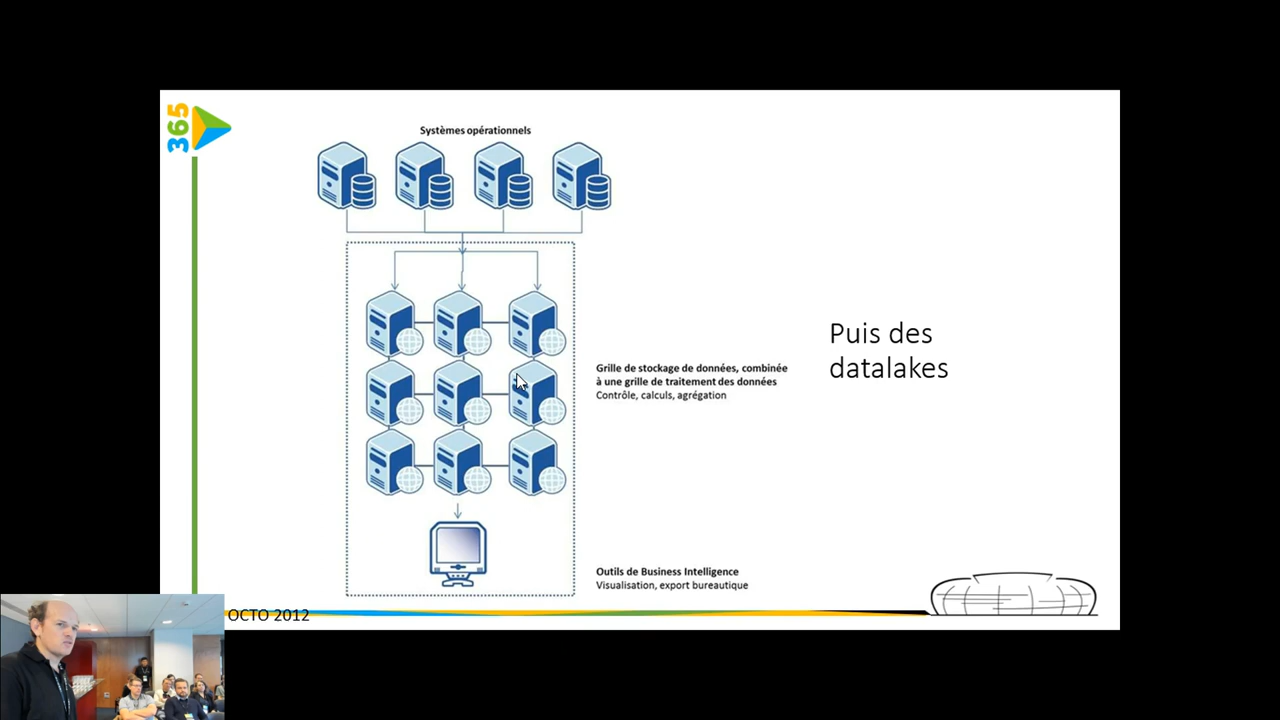 365
Systèmes opérationnels
Grille de stockage de données, combinée
à une grille de traitement des données
Contrôle, calculs, agrégation
Puis des
datalakes
Outils de Business Intelligence
Visualisation, export bureautique
OCTO 2012